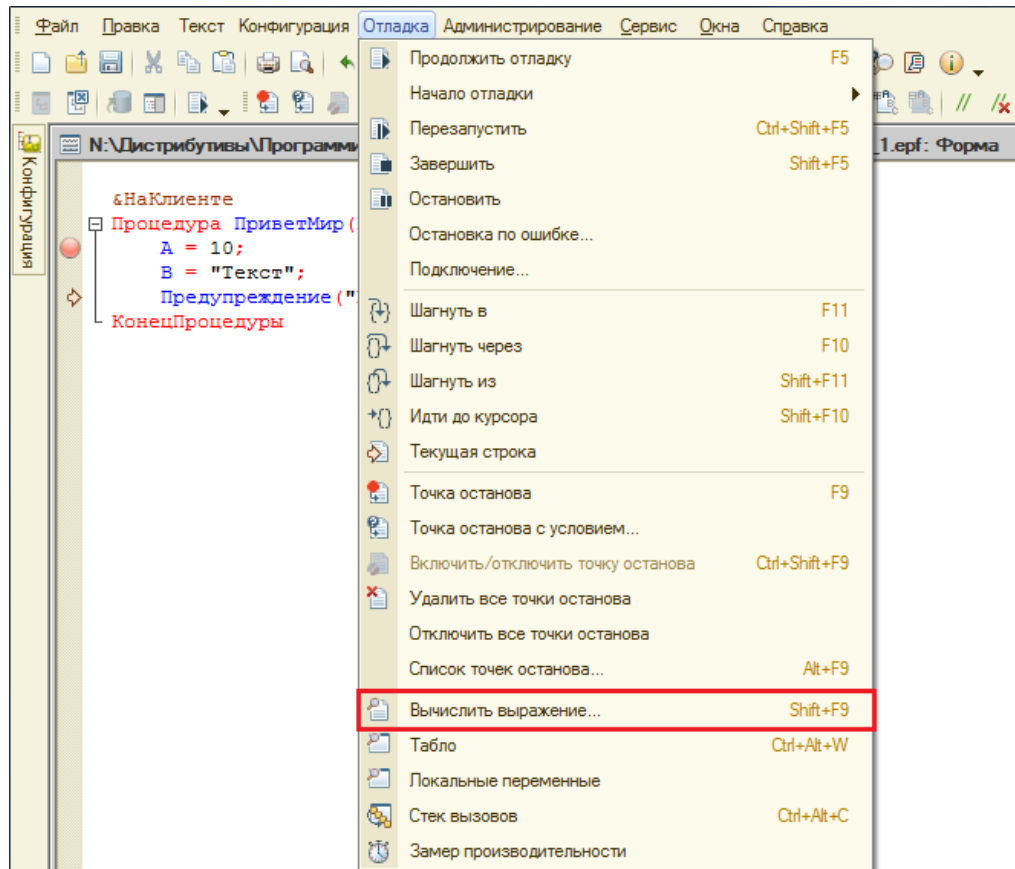 Файл Правка Текст Конфигурация Отладка Администрирование Сервис Окна Справка
Продолжить отладку F5
Начало отладки
Перезапустить Ctrl+Shift+F5
Завершить Shift+F5
Остановить
Остановка по ошибке...
Подключение...
Шагнуть в F11
Шагнуть через F10
Шагнуть из Shift+F11
Идти до курсора Shift+F10
Текущая строка
Точка останова F9
Точка останова с условием...
Включить/отключить точку останова Ctrl+Shift+F9
Удалить все точки останова
Отключить все точки останова
Список точек останова... Alt+F9
Вычислить выражение... Shift+F9
Табло Ctrl+Alt+W
Локальные переменные
Стек вызовов Ctrl+Alt+C
Замер производительности
Конфигурация
N:\Дистрибутивы\Программи _1.epf: Форма
&НаКлиенте
Процедура ПриветМир(
А = 10;
В = "Текст";
Предупреждение("
КонецПроцедуры